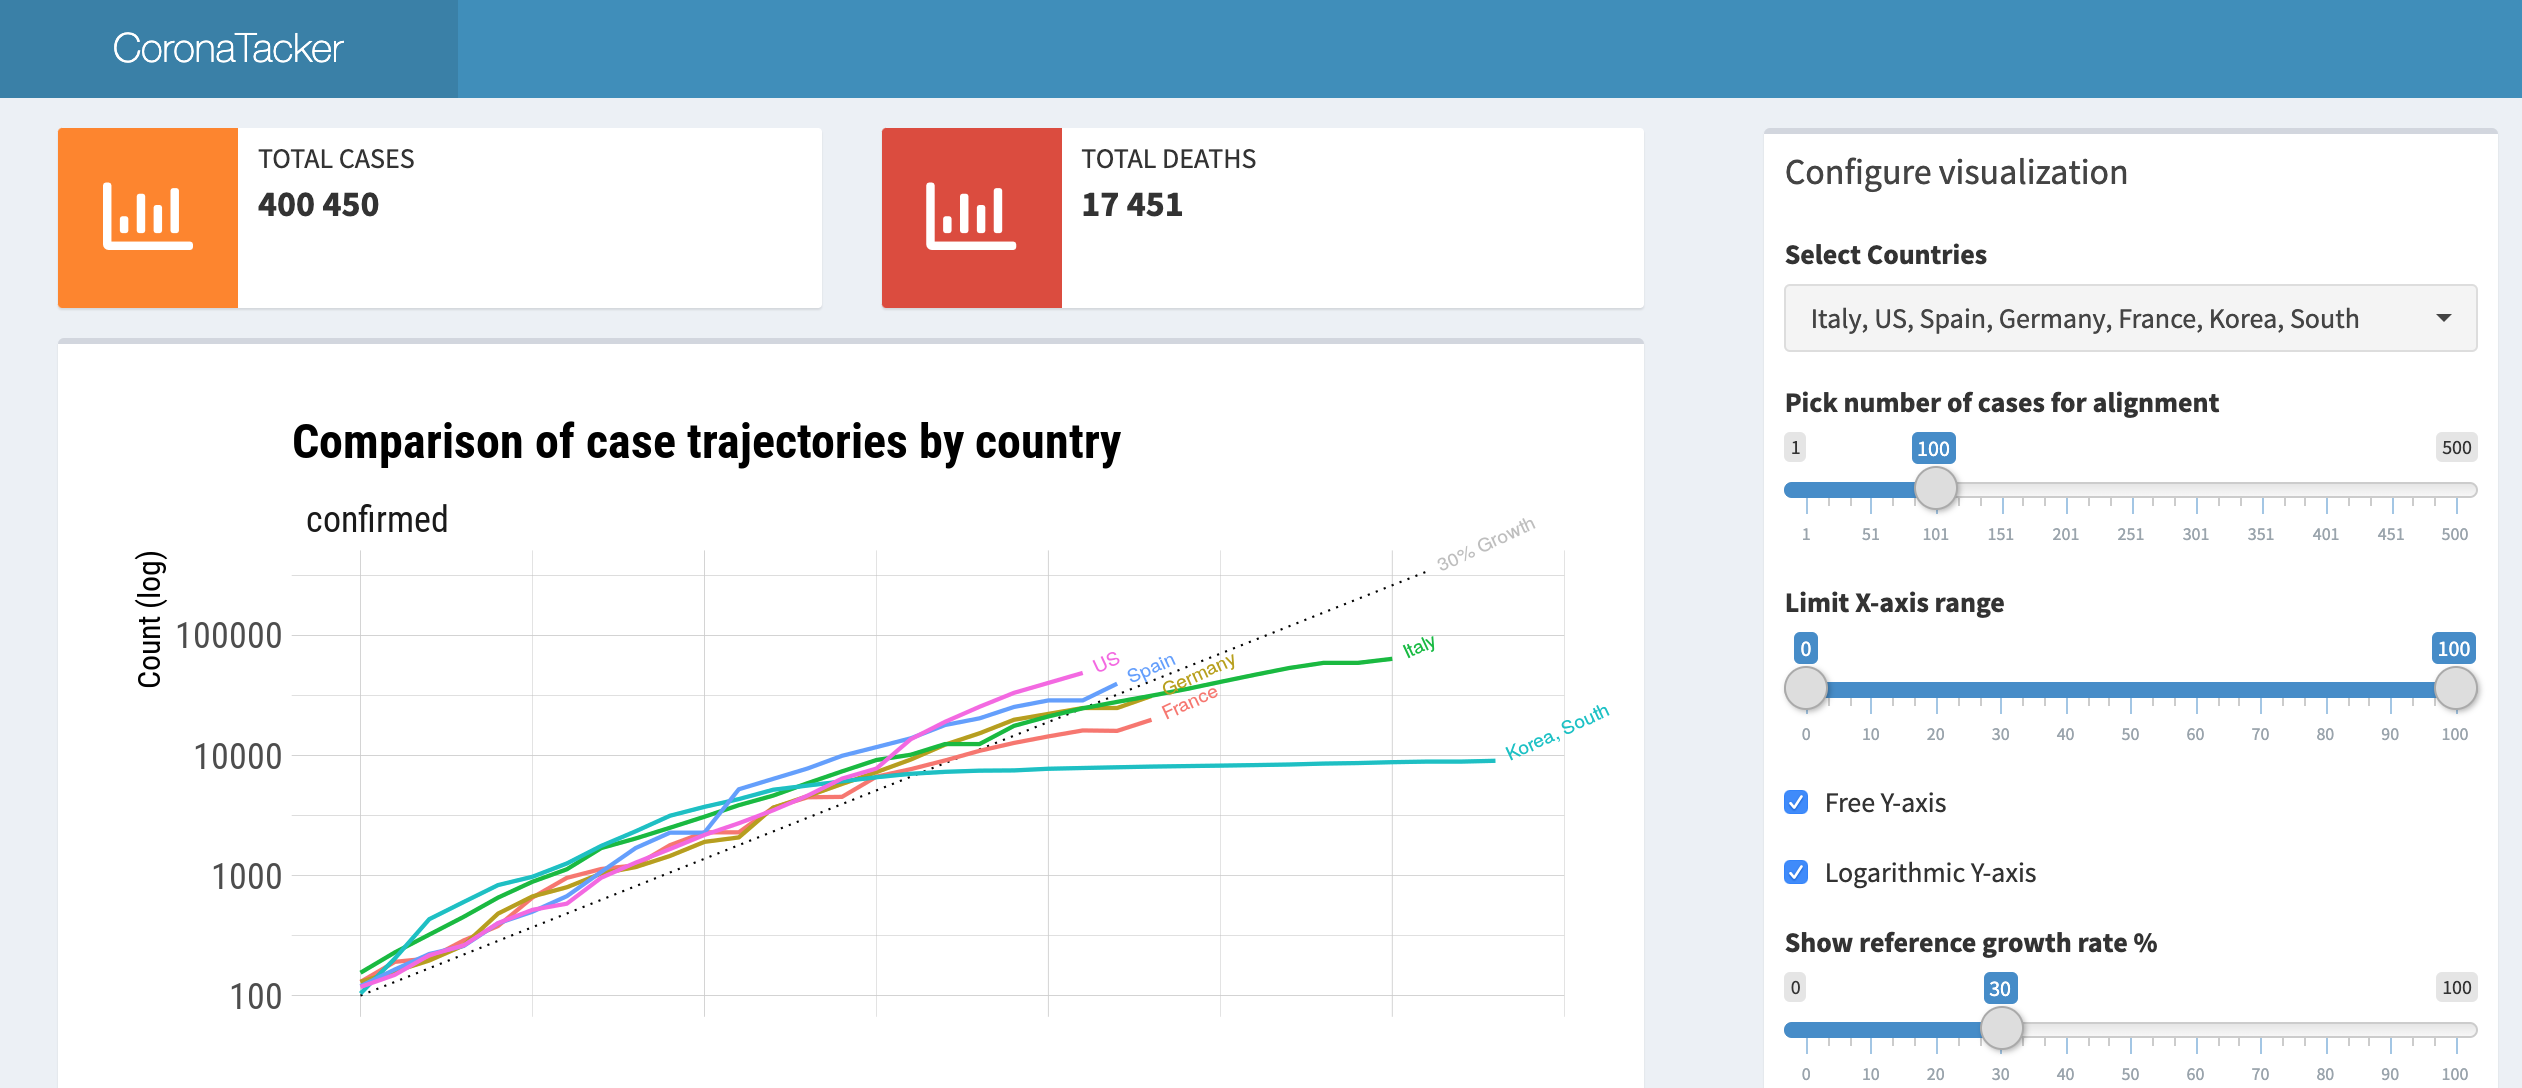 CoronaTacker
TOTAL CASES
400 450
TOTAL DEATHS
17 451
Comparison of case trajectories by country
confirmed
Count (log)
100000
10000
1000
100
30% Growth
US
Spain
Germany
Italy
France
Korea, South
Configure visualization
Select Countries
Italy, US, Spain, Germany, France, Korea, South
Pick number of cases for alignment
1 100 500
1 51 101 151 201 251 301 351 401 451 500
Limit X-axis range
0 100
0 10 20 30 40 50 60 70 80 90 100
Free Y-axis
Logarithmic Y-axis
Show reference growth rate %
0 30 100
0 10 20 30 40 50 60 70 80 90 100